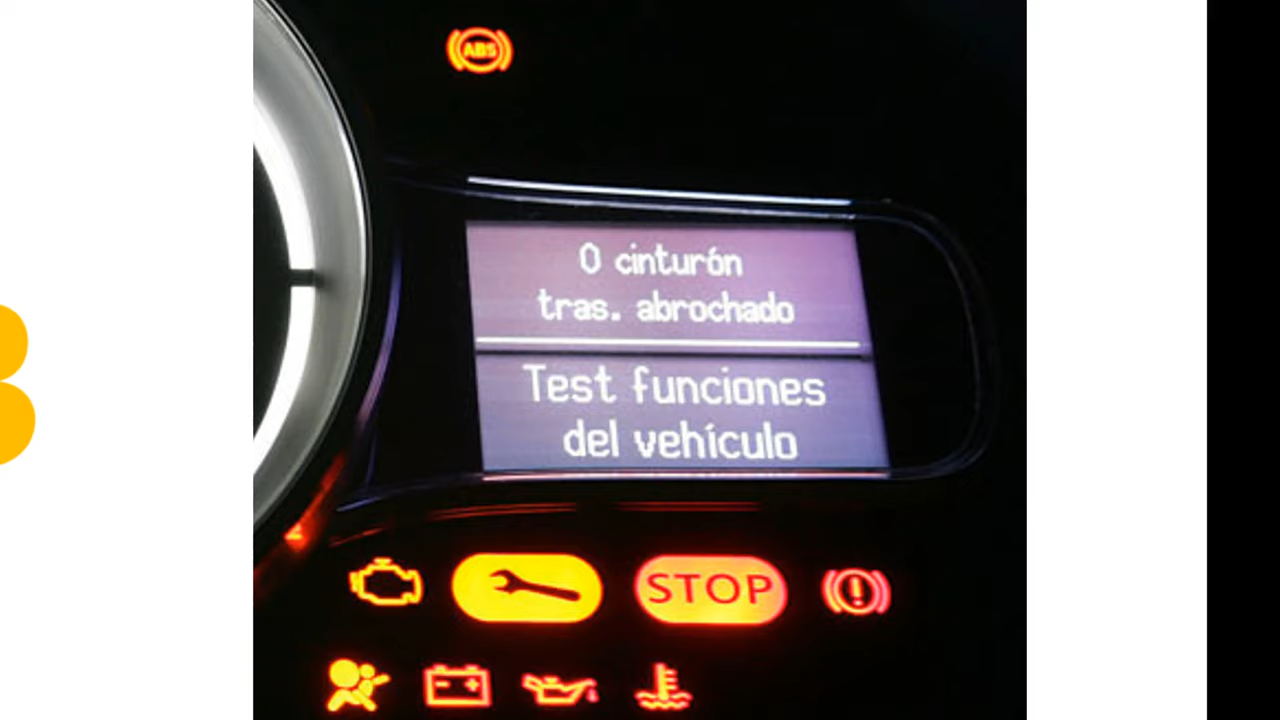 ABS
0 cinturón
tras. abrochado
Test funciones
del vehículo
STOP